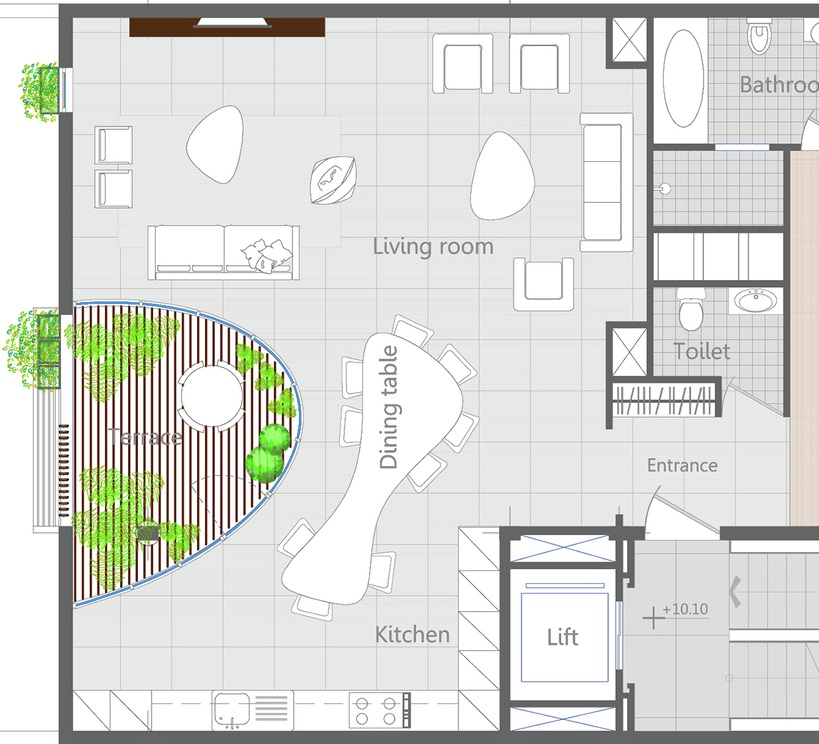 Bathroo
Living room
Dining table
Toilet
Terrace
Entrance
+10.10
Kitchen
Lift